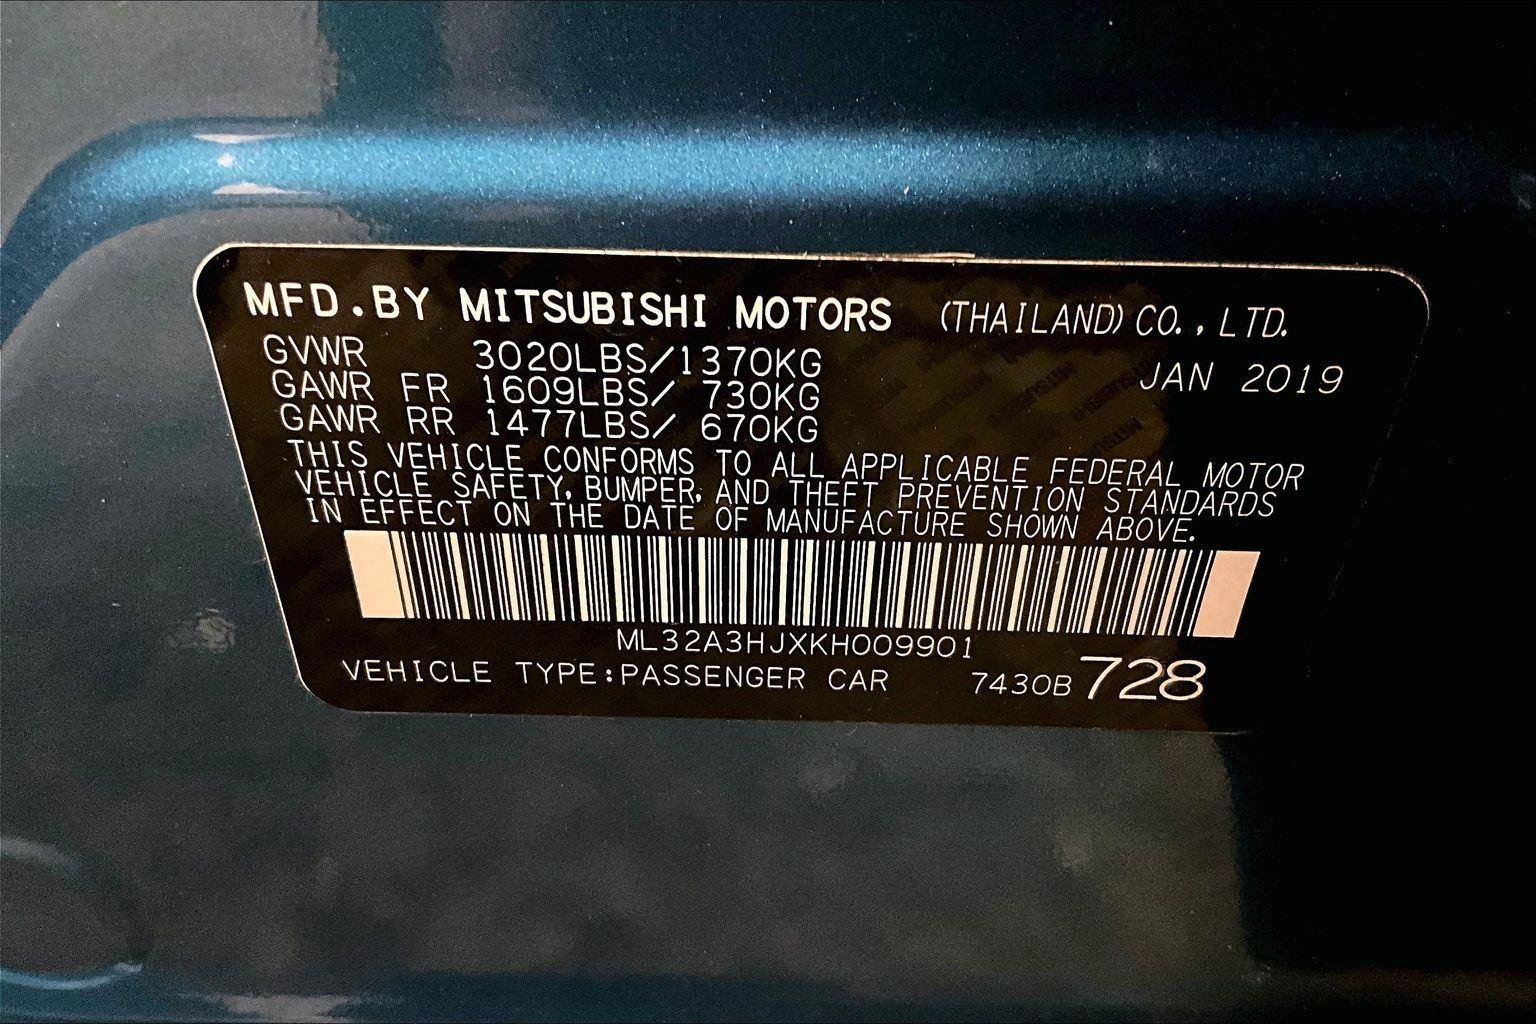 MFD.BY MITSUBISHI MOTORS (THAILAND) CO., LTD.
GVWR 3020LBS/1370KG JAN 2019
GAWR FR 1609LBS/ 730KG
GAWR RR 1477LBS/ 670KG
THIS VEHICLE CONFORMS TO ALL APPLICABLE FEDERAL MOTOR
VEHICLE SAFETY, BUMPER, AND THEFT PREVENTION STANDARDS
IN EFFECT ON THE DATE OF MANUFACTURE SHOWN ABOVE.
ML32A3HJXKH009901
VEHICLE TYPE:PASSENGER CAR 7430B 728